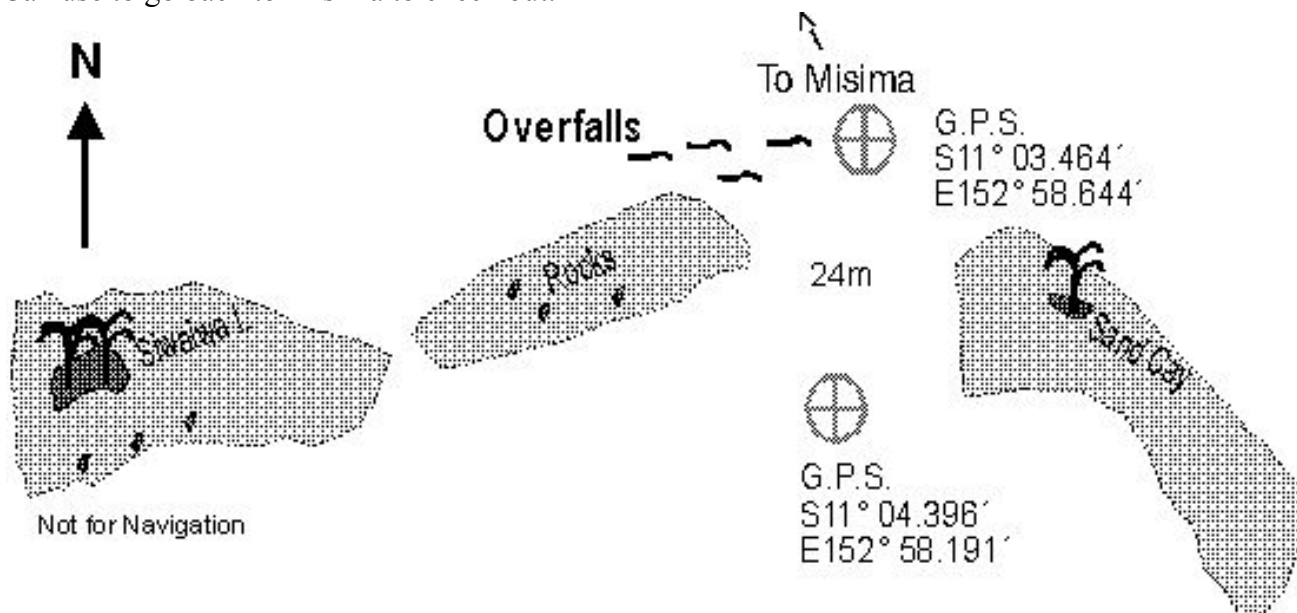 N
To Misima
Overfalls
G.P.S.
S11° 03.464´
E152° 58.644´
Rocks
24m
Siwaiwa I.
Sand Cay
G.P.S.
S11° 04.396´
E152° 58.191´
Not for Navigation